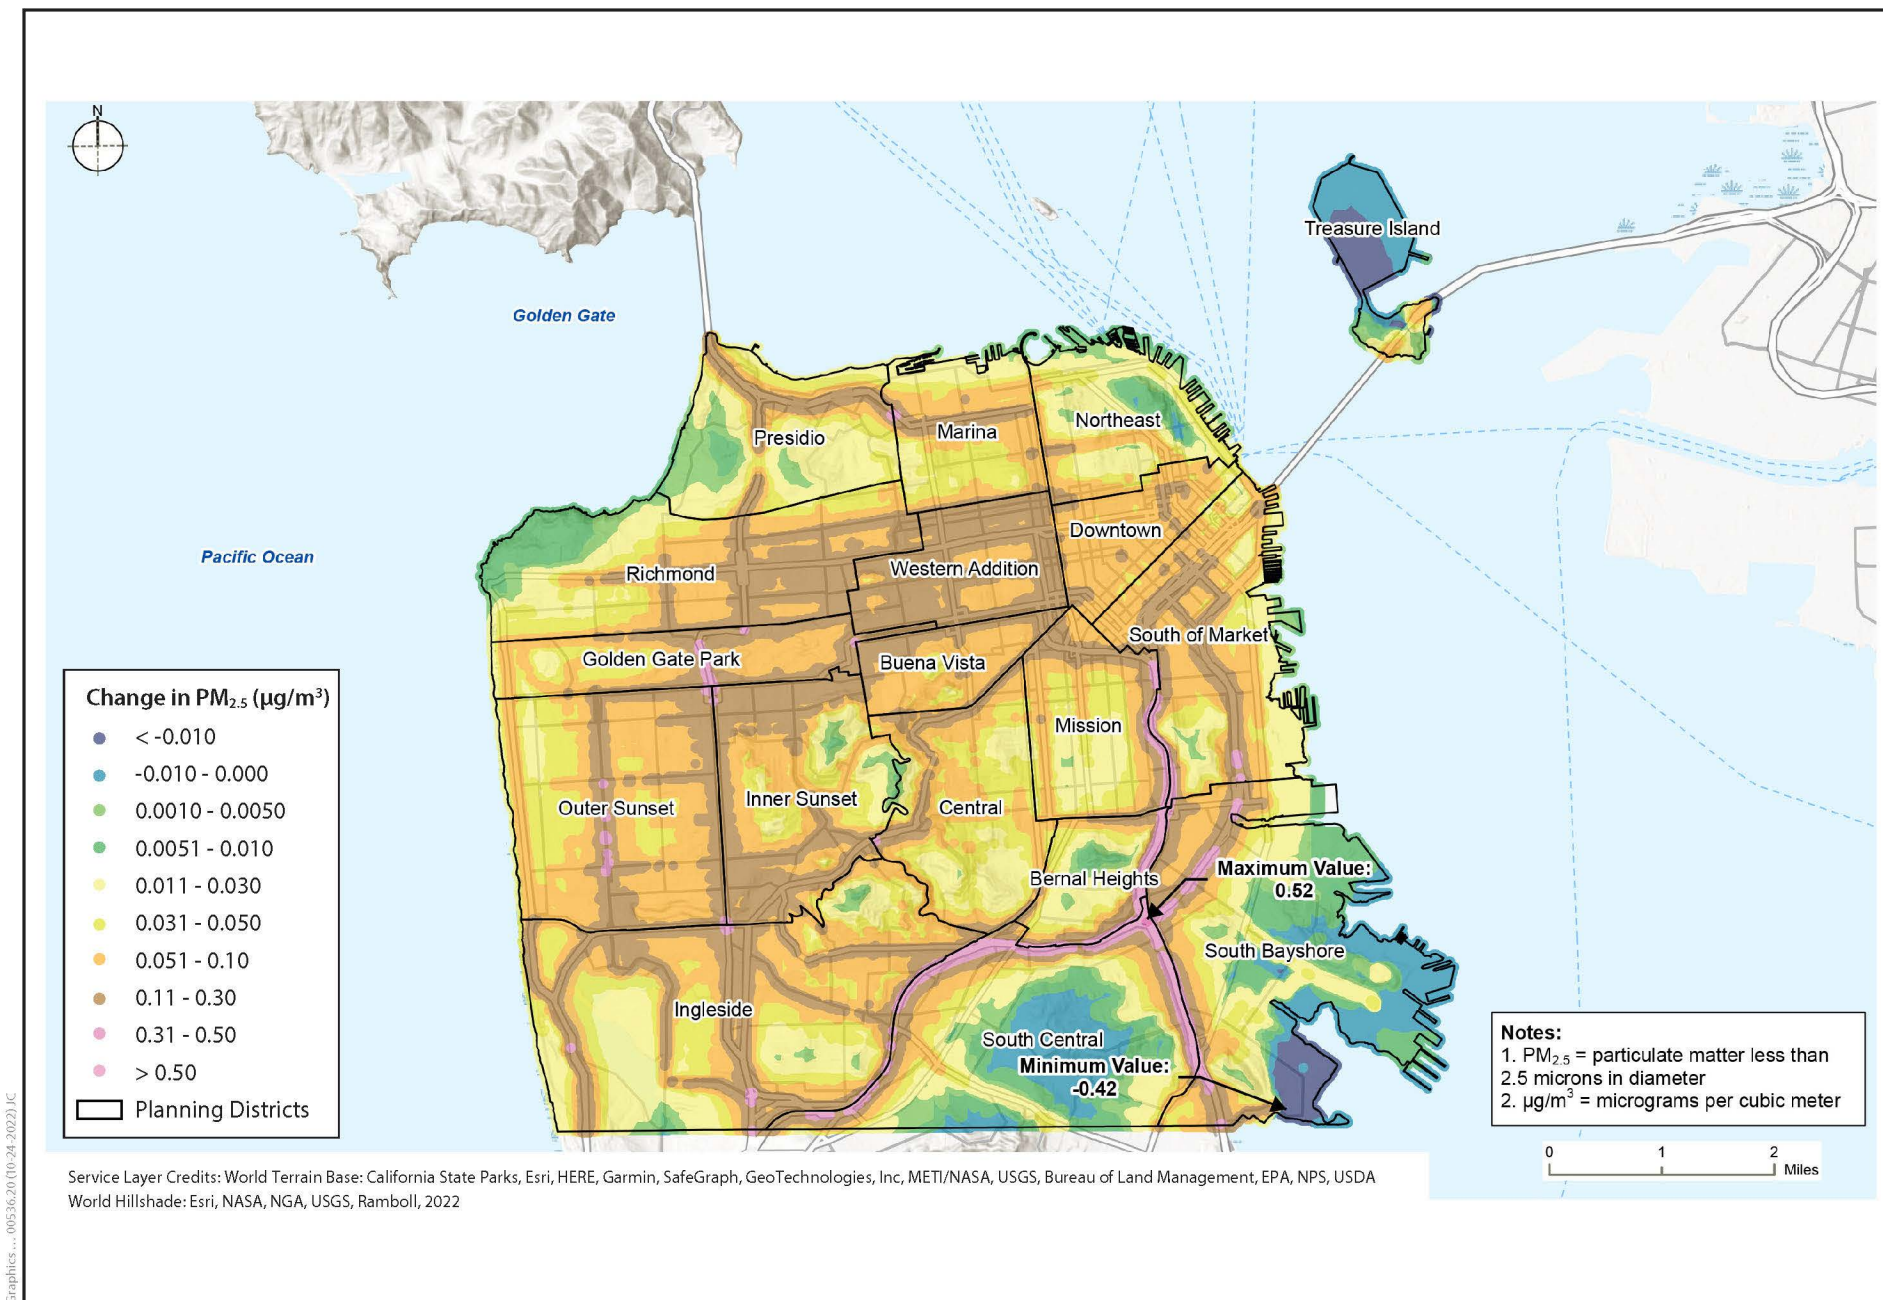 N
Treasure Island
Golden Gate
Northeast
Presidio
Marina
Downtown
Pacific Ocean
Richmond
Western Addition
South of Market
Golden Gate Park
Buena Vista
Mission
Outer Sunset
Inner Sunset
Central
Bernal Heights
Maximum Value:
0.52
South Bayshore
Ingleside
South Central
Minimum Value:
-0.42
Change in PM2.5 (µg/m³)
< -0.010
-0.010 - 0.000
0.0010 - 0.0050
0.0051 - 0.010
0.011 - 0.030
0.031 - 0.050
0.051 - 0.10
0.11 - 0.30
0.31 - 0.50
> 0.50
Planning Districts
Notes:
1. PM2.5 = particulate matter less than
2.5 microns in diameter
2. µg/m³ = micrograms per cubic meter
0 1 2
Miles
Service Layer Credits: World Terrain Base: California State Parks, Esri, HERE, Garmin, SafeGraph, GeoTechnologies, Inc, METI/NASA, USGS, Bureau of Land Management, EPA, NPS, USDA
World Hillshade: Esri, NASA, NGA, USGS, Ramboll, 2022
Graphics … 00536.20 (10-24-2022) JC